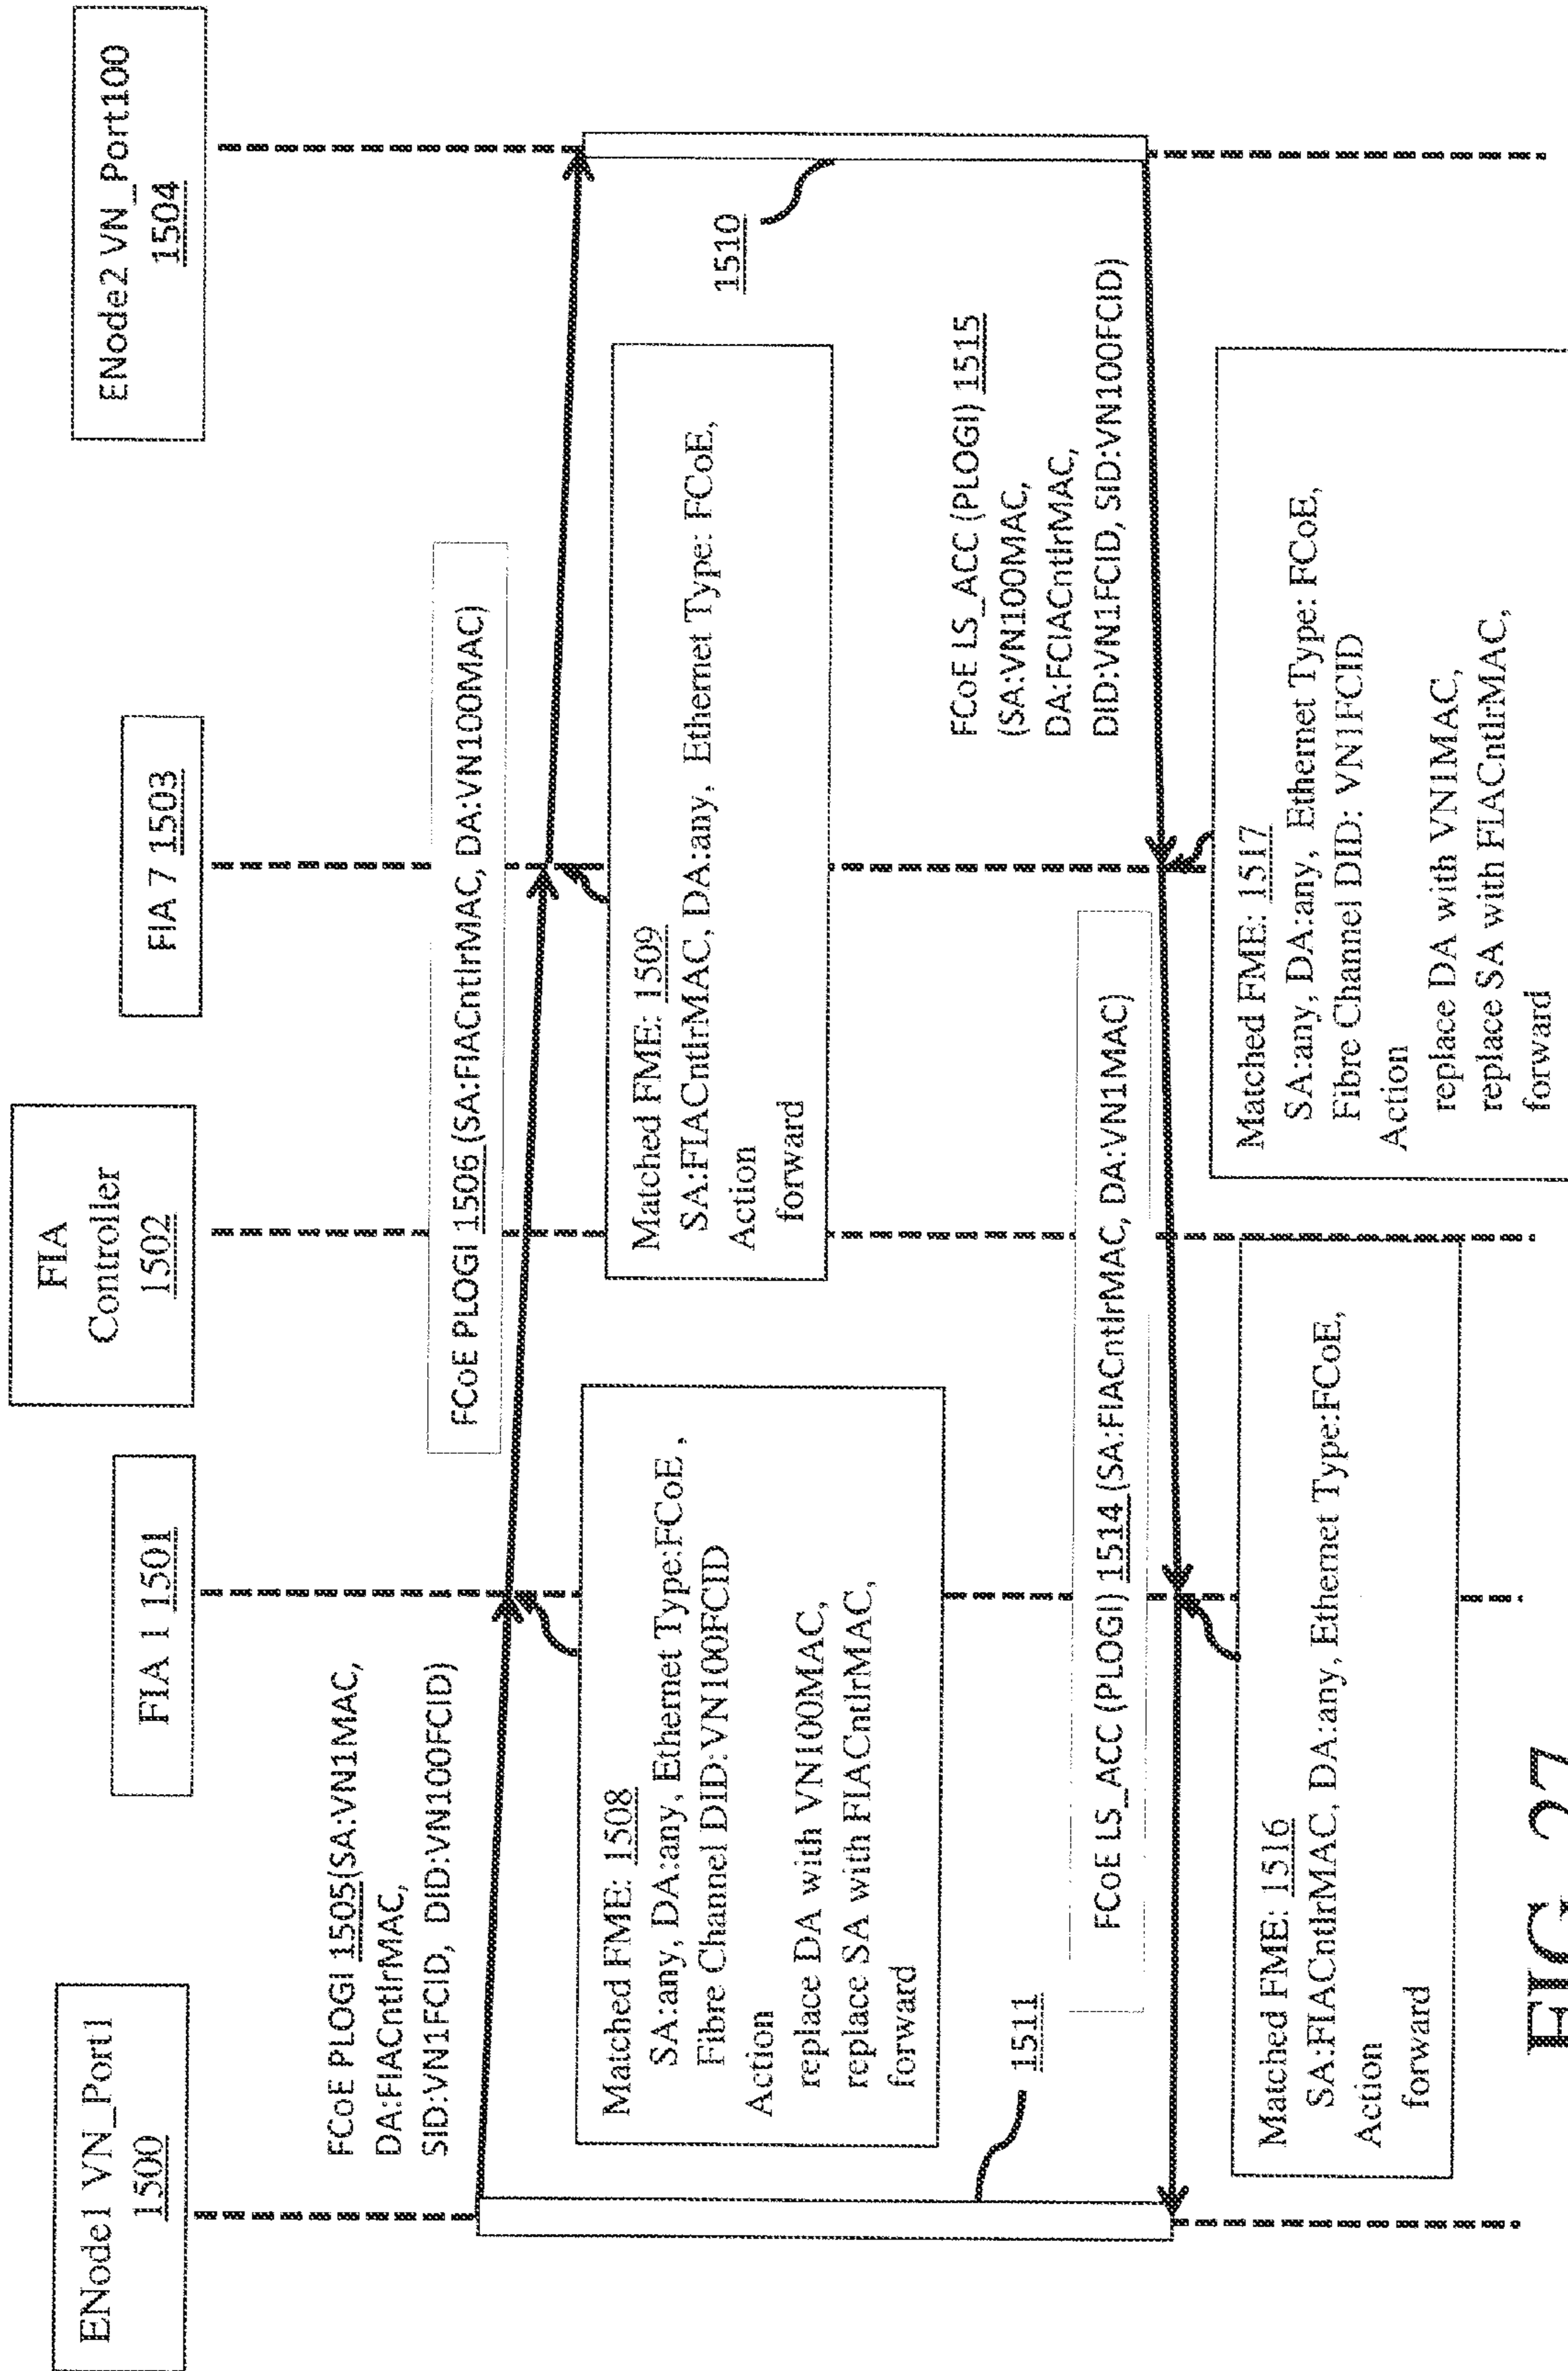 ENode1 VN_Port1
1500
FIA 1 1501
FIA
Controller
1502
FIA 7 1503
ENode2 VN_Port100
1504
FCoE PLOGI 1505(SA:VN1MAC,
DA:FIACntlrMAC,
SID:VN1FCID, DID:VN100FCID)
FCoE PLOGI 1506 (SA:FIACntlrMAC, DA:VN100MAC)
Matched FME: 1508
SA:any, DA:any, Ethernet Type:FCoE ,
Fibre Channel DID:VN100FCID
Action
replace DA with VN100MAC,
replace SA with FIACntlrMAC,
forward
Matched FME: 1509
SA:FIACntlrMAC, DA:any, Ethernet Type: FCoE,
Action
forward
1510
1511
FCoE LS_ACC (PLOGI) 1515
(SA:VN100MAC,
DA:FCIACntlrMAC,
DID:VN1FCID, SID:VN100FCID)
FCoE LS_ACC (PLOGI) 1514 (SA:FIACntlrMAC, DA:VN1MAC)
Matched FME: 1516
SA:FIACntlrMAC, DA:any, Ethernet Type:FCoE,
Action
forward
Matched FME: 1517
SA:any, DA:any, Ethernet Type: FCoE,
Fibre Channel DID: VN1FCID
Action
replace DA with VN1MAC,
replace SA with FIACntlrMAC,
forward
FIG. 27